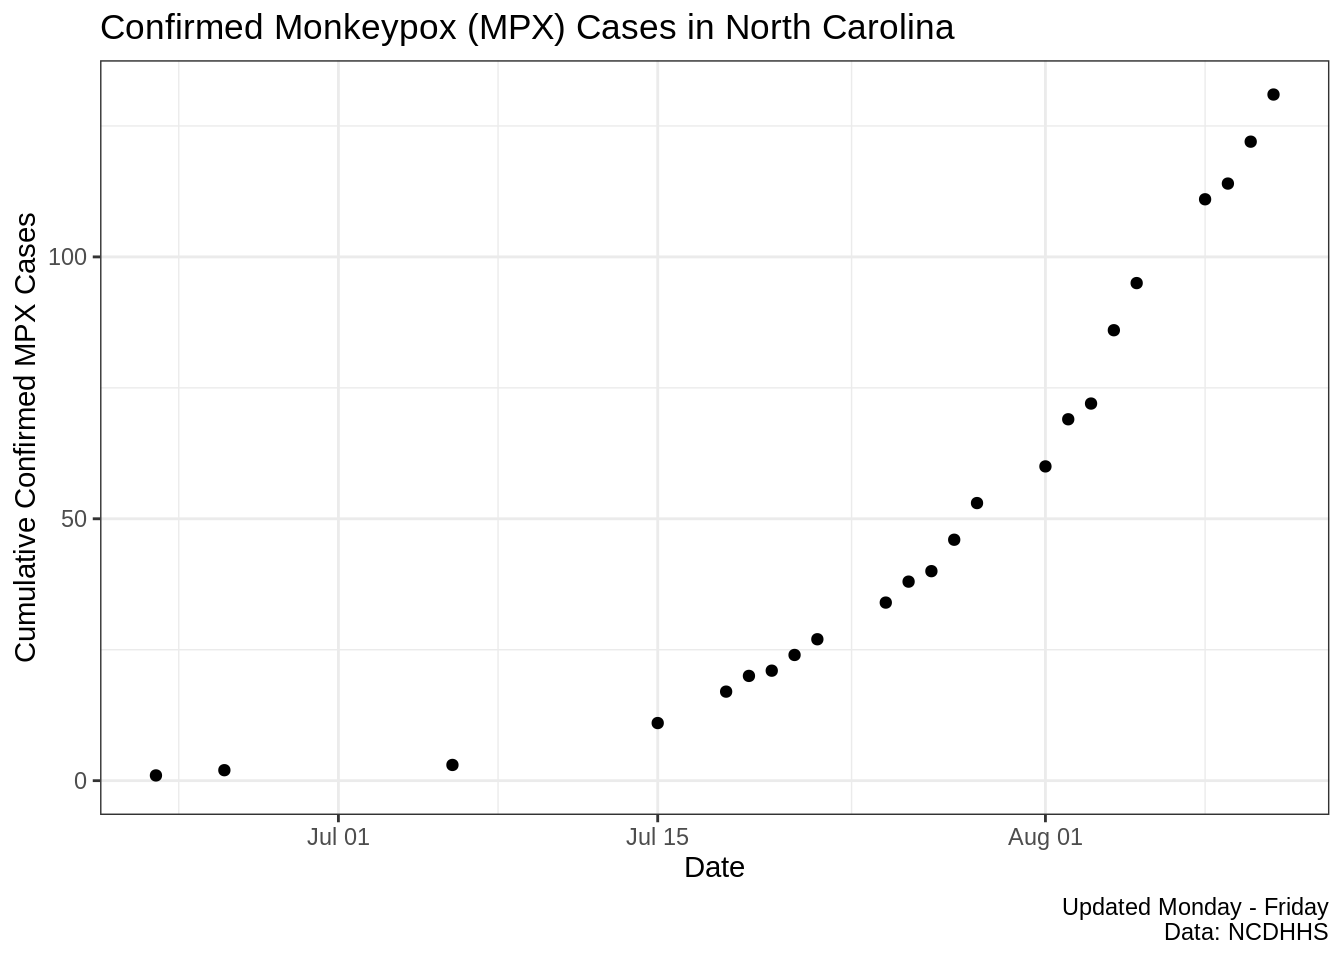 Confirmed Monkeypox (MPX) Cases in North Carolina
Cumulative Confirmed MPX Cases
100
50
0
Jul 01
Jul 15
Aug 01
Date
Updated Monday - Friday
Data: NCDHHS